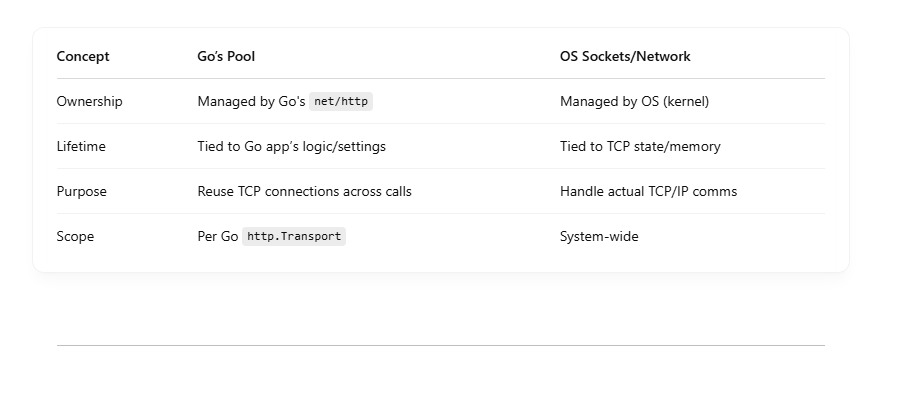 Concept Go’s Pool OS Sockets/Network
Ownership Managed by Go's net/http Managed by OS (kernel)
Lifetime Tied to Go app’s logic/settings Tied to TCP state/memory
Purpose Reuse TCP connections across calls Handle actual TCP/IP comms
Scope Per Go http.Transport System-wide